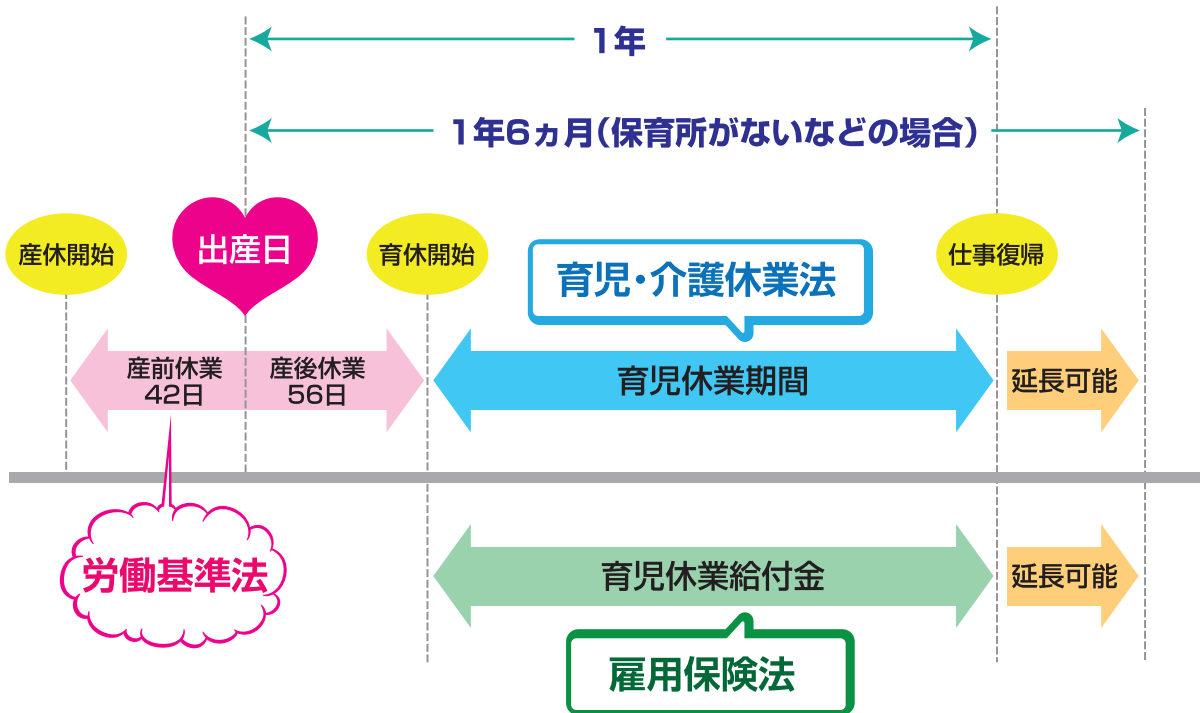 1年
1年6ヵ月（保育所がないなどの場合）
産休開始
出産日
育休開始
育児・介護休業法
仕事復帰
産前休業
42日
産後休業
56日
育児休業期間
延長可能
労働基準法
育児休業給付金
延長可能
雇用保険法